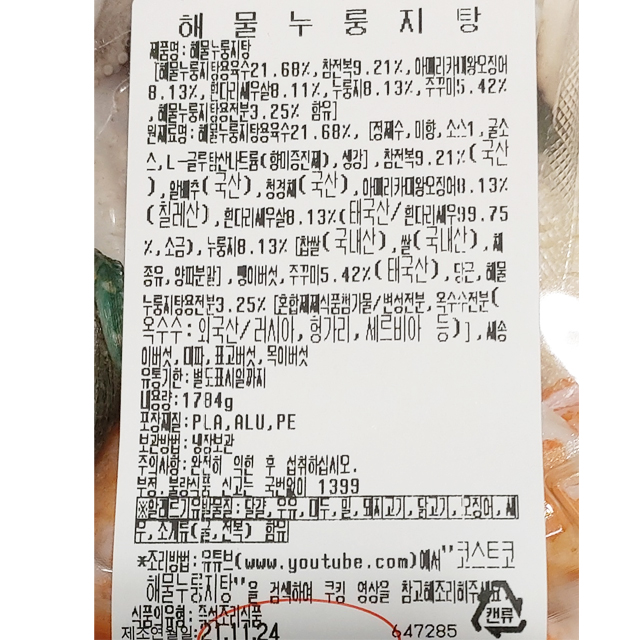 해물누룽지탕
제품명:해물누룽지탕
[해물누룽지탕용육수21.68%,참전복9.21%,아메리카대왕오징어
8.13%,흰다리새우살8.11%,누룽지8.13%,주꾸미5.42%
,해물누룽지탕용전분3.25% 함유]
원재료명:해물누룽지탕용육수21.68%,[정제수,미향,소스1,굴소
스,L-글루탐산나트륨(향미증진제),생강],참전복9.21%(국산
),알배추(국산),청경채(국산),아메리카대왕오징어8.13%
(칠레산),흰다리새우살8.13%(태국산/흰다리새우99.75
%,소금),누룽지8.13%[찹쌀(국내산),쌀(국내산),채
종유,양파분말],팽이버섯,주꾸미5.42%(태국산),당근,해물
누룽지탕용전분3.25%[혼합제제식품첨가물/변성전분,옥수수전분(
옥수수:외국산/러시아,헝가리,세르비아 등)],새송
이버섯,대파,표고버섯,목이버섯
유통기한:별도표시일까지
내용량:1784g
포장재질:PLA,ALU,PE
보관방법:냉장보관
주의사항:완전히 익힌 후 섭취하십시오.
부정,불량식품 신고는 국번없이 1399
※알레르기유발물질:달걀,우유,대두,밀,돼지고기,닭고기,오징어,새
우,조개류(굴,전복) 함유
*조리방법:유튜브(www.youtube.com)에서"코스트코
해물누룽지탕"을 검색하여 쿠킹 영상을 참고해조리하주세요
식품의유형:즉석조리식품
제조연월일:21.11.24 647285
캔류